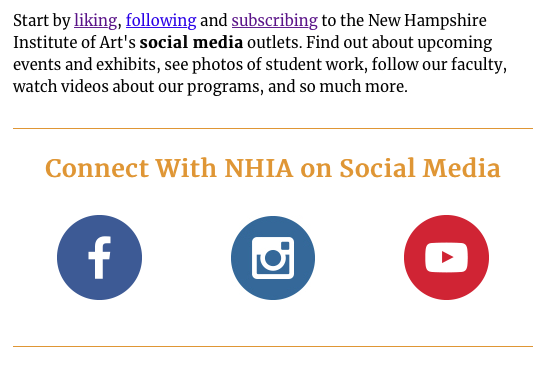 Start by liking, following and subscribing to the New Hampshire
Institute of Art's social media outlets. Find out about upcoming
events and exhibits, see photos of student work, follow our faculty,
watch videos about our programs, and so much more.
Connect With NHIA on Social Media